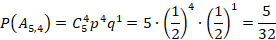 P(A₅,₄) = C₅⁴p⁴q¹ = 5 · (1/2)⁴ · (1/2)¹ = 5/32